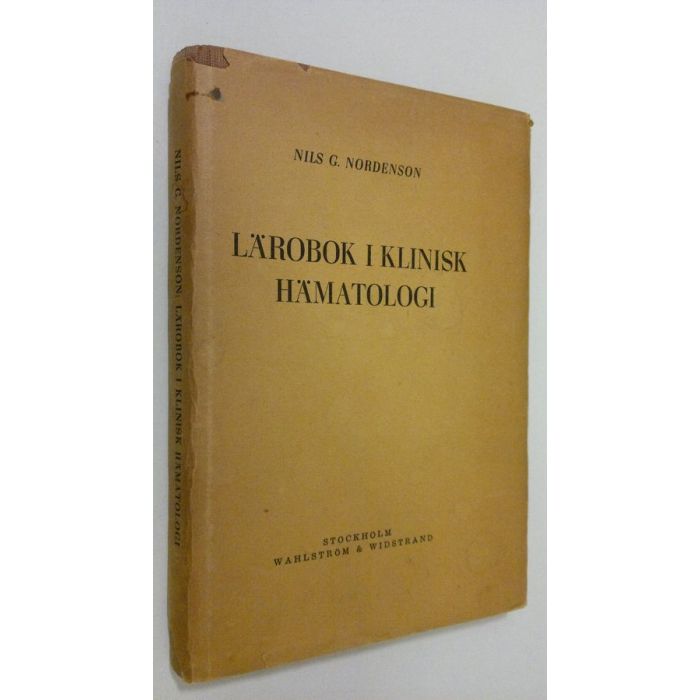 NILS G. NORDENSON
LÄROBOK I KLINISK
HÄMATOLOGI
STOCKHOLM
WAHLSTRÖM & WIDSTRAND
NILS G. NORDENSON: LÄROBOK I KLINISK HÄMATOLOGI